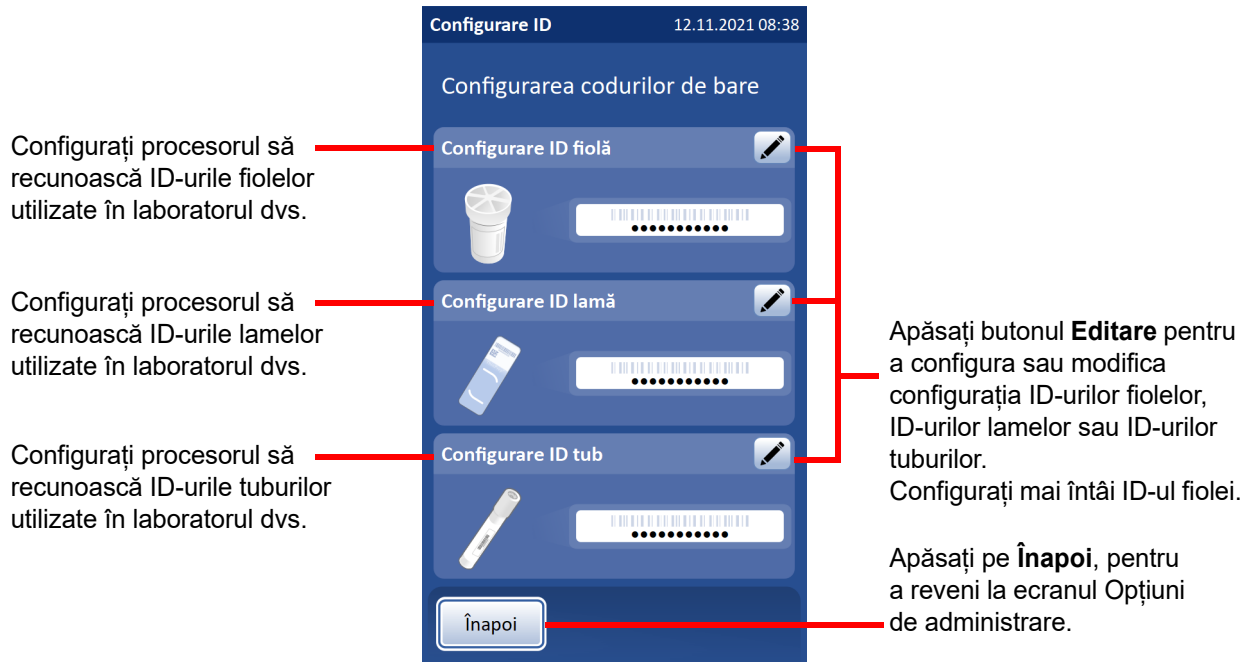 Configurare ID
12.11.2021 08:38
Configurarea codurilor de bare
Configurați procesorul să
recunoască ID-urile fiolelor
utilizate în laboratorul dvs.
Configurare ID fiolă
Configurați procesorul să
recunoască ID-urile lamelor
utilizate în laboratorul dvs.
Configurare ID lamă
Configurați procesorul să
recunoască ID-urile tuburilor
utilizate în laboratorul dvs.
Configurare ID tub
Înapoi
Apăsați butonul Editare pentru
a configura sau modifica
configurația ID-urilor fiolelor,
ID-urilor lamelor sau ID-urilor
tuburilor.
Configurați mai întâi ID-ul fiolei.
Apăsați pe Înapoi, pentru
a reveni la ecranul Opțiuni
de administrare.